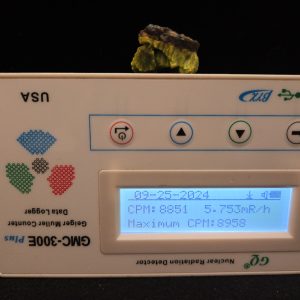 USA
09-25-2024
CPM:8851 5.753mR/h
Maximum CPM:8958
GMC-300E Plus
Geiger Muller Counter
Data Logger
GQ®
Nuclear Radiation Detector